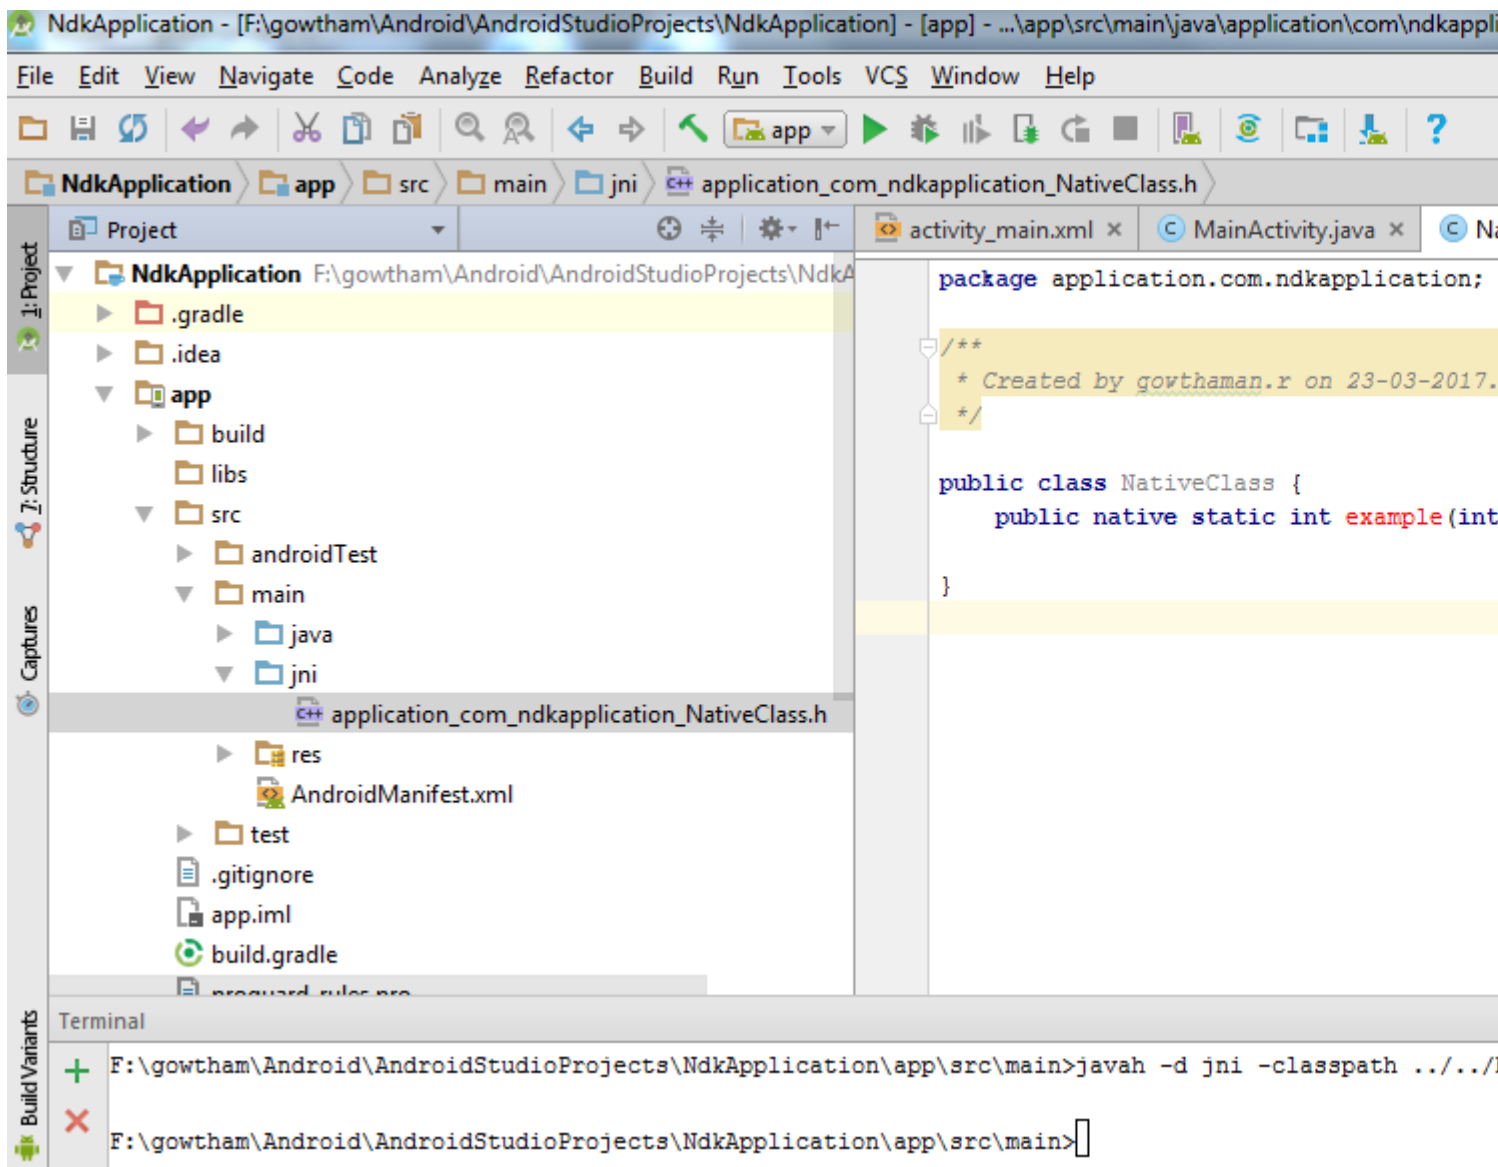 NdkApplication - [F:\gowtham\Android\AndroidStudioProjects\NdkApplication] - [app] - ...\app\src\main\java\application\com\ndkappli
File Edit View Navigate Code Analyze Refactor Build Run Tools VCS Window Help
app
NdkApplication app src main jni application_com_ndkapplication_NativeClass.h
Project
activity_main.xml MainActivity.java Na
1: Project
7: Structure
Captures
Build Variants
NdkApplication F:\gowtham\Android\AndroidStudioProjects\NdkA
.gradle
.idea
app
build
libs
src
androidTest
main
java
jni
application_com_ndkapplication_NativeClass.h
res
AndroidManifest.xml
test
.gitignore
app.iml
build.gradle
proguard-rules.pro
package application.com.ndkapplication;
/**
* Created by gowthaman.r on 23-03-2017.
*/
public class NativeClass {
public native static int example(int
}
Terminal
F:\gowtham\Android\AndroidStudioProjects\NdkApplication\app\src\main>javah -d jni -classpath ../../
F:\gowtham\Android\AndroidStudioProjects\NdkApplication\app\src\main>